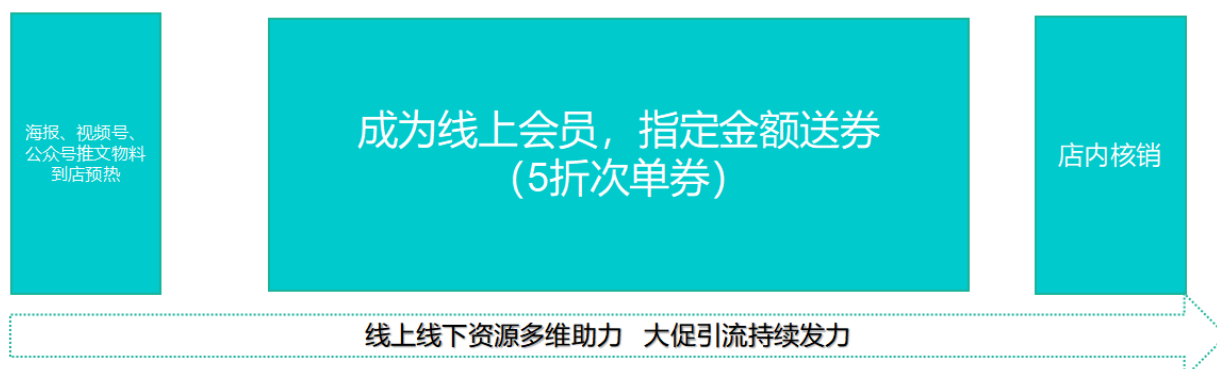 海报、视频号、
公众号推文物料
到店预热
成为线上会员，指定金额送券
（5折次单券）
店内核销
线上线下资源多维助力 大促引流持续发力